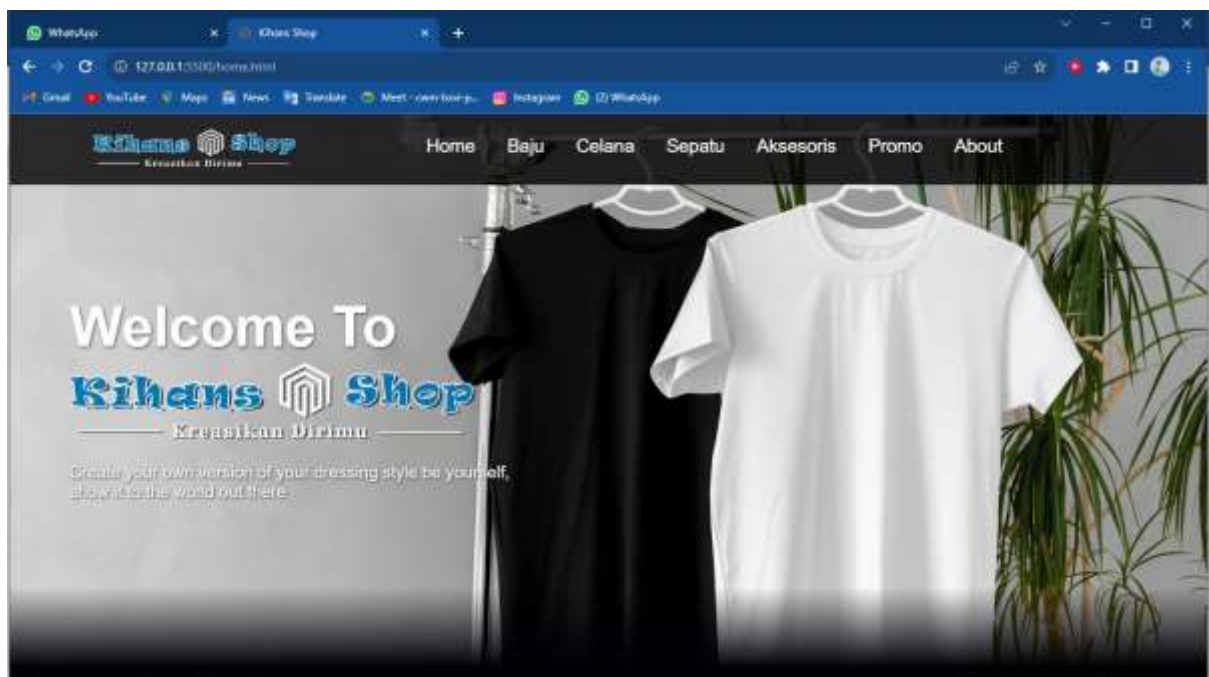 WhatsApp
Kihans Shop
127.0.0.1:5500/home.html
Gmail YouTube Maps News Translate Meet - Instagram (2) WhatsApp
Kihans Shop
Kreasikan Dirimu
Home Baju Celana Sepatu Aksesoris Promo About
Welcome To
Kihans Shop
Kreasikan Dirimu
Create your own version of your dressing style be yourself,
show it to the world out there